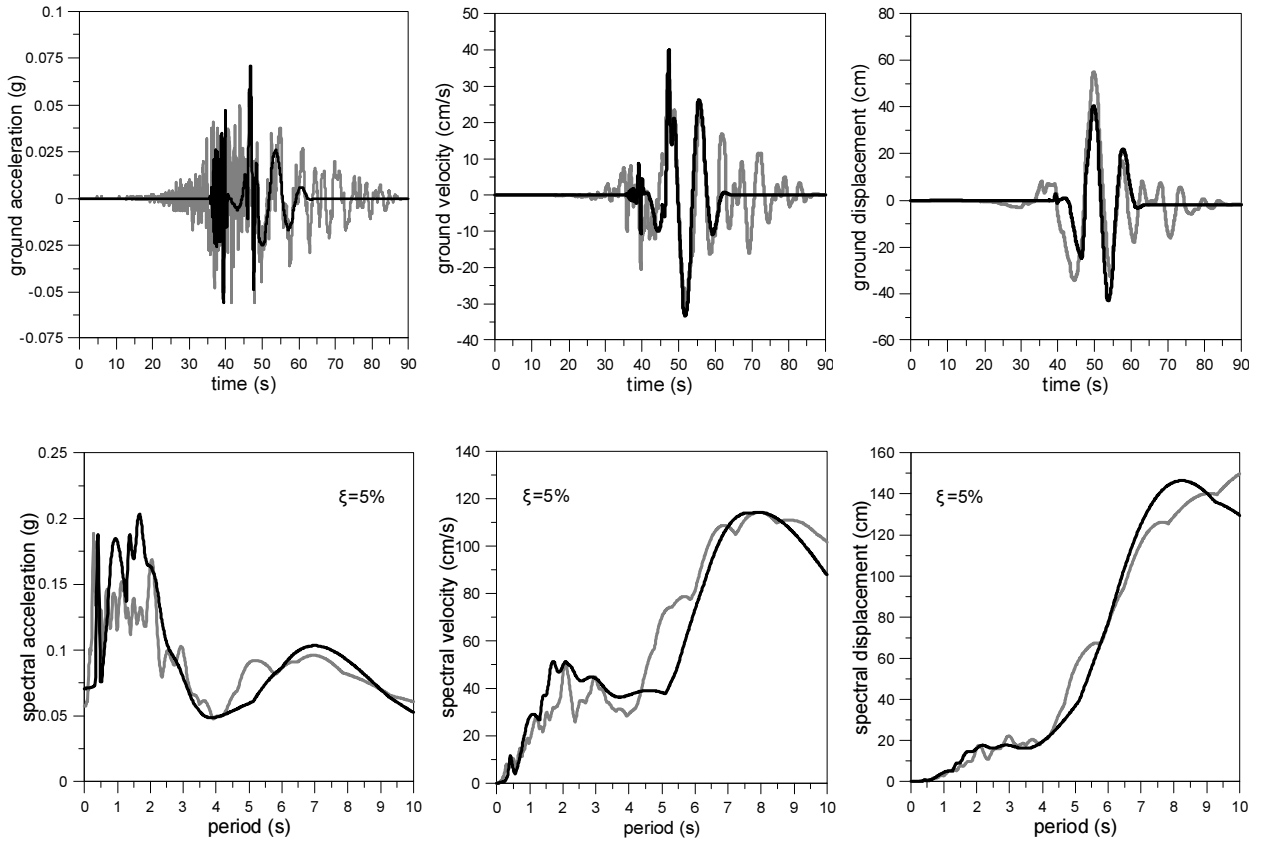 ground acceleration (g)
0.1
0.075
0.05
0.025
0
-0.025
-0.05
-0.075
0 10 20 30 40 50 60 70 80 90
time (s)
ground velocity (cm/s)
50
40
30
20
10
0
-10
-20
-30
-40
0 10 20 30 40 50 60 70 80 90
time (s)
ground displacement (cm)
80
60
40
20
0
-20
-40
-60
0 10 20 30 40 50 60 70 80 90
time (s)
spectral acceleration (g)
0.25
0.2
0.15
0.1
0.05
0
ξ=5%
0 1 2 3 4 5 6 7 8 9 10
period (s)
spectral velocity (cm/s)
140
120
100
80
60
40
20
0
ξ=5%
0 1 2 3 4 5 6 7 8 9 10
period (s)
spectral displacement (cm)
160
140
120
100
80
60
40
20
0
ξ=5%
0 1 2 3 4 5 6 7 8 9 10
period (s)